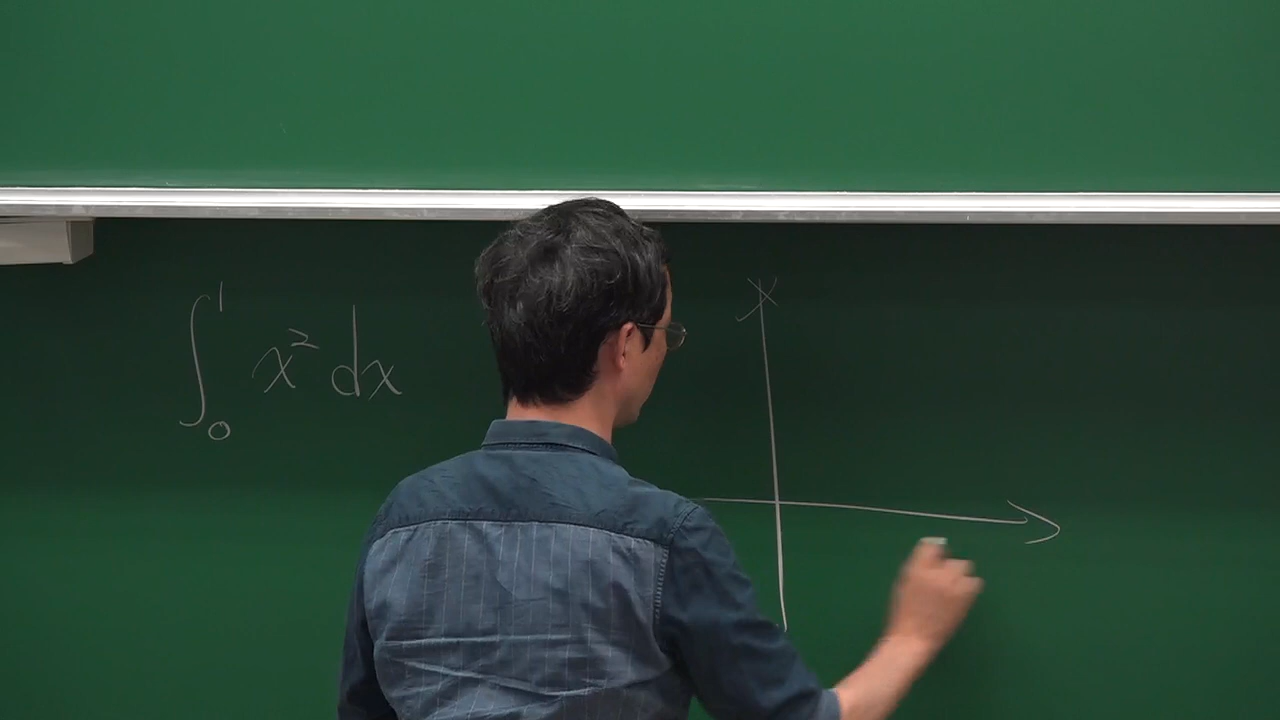 ∫₀¹ x² dx